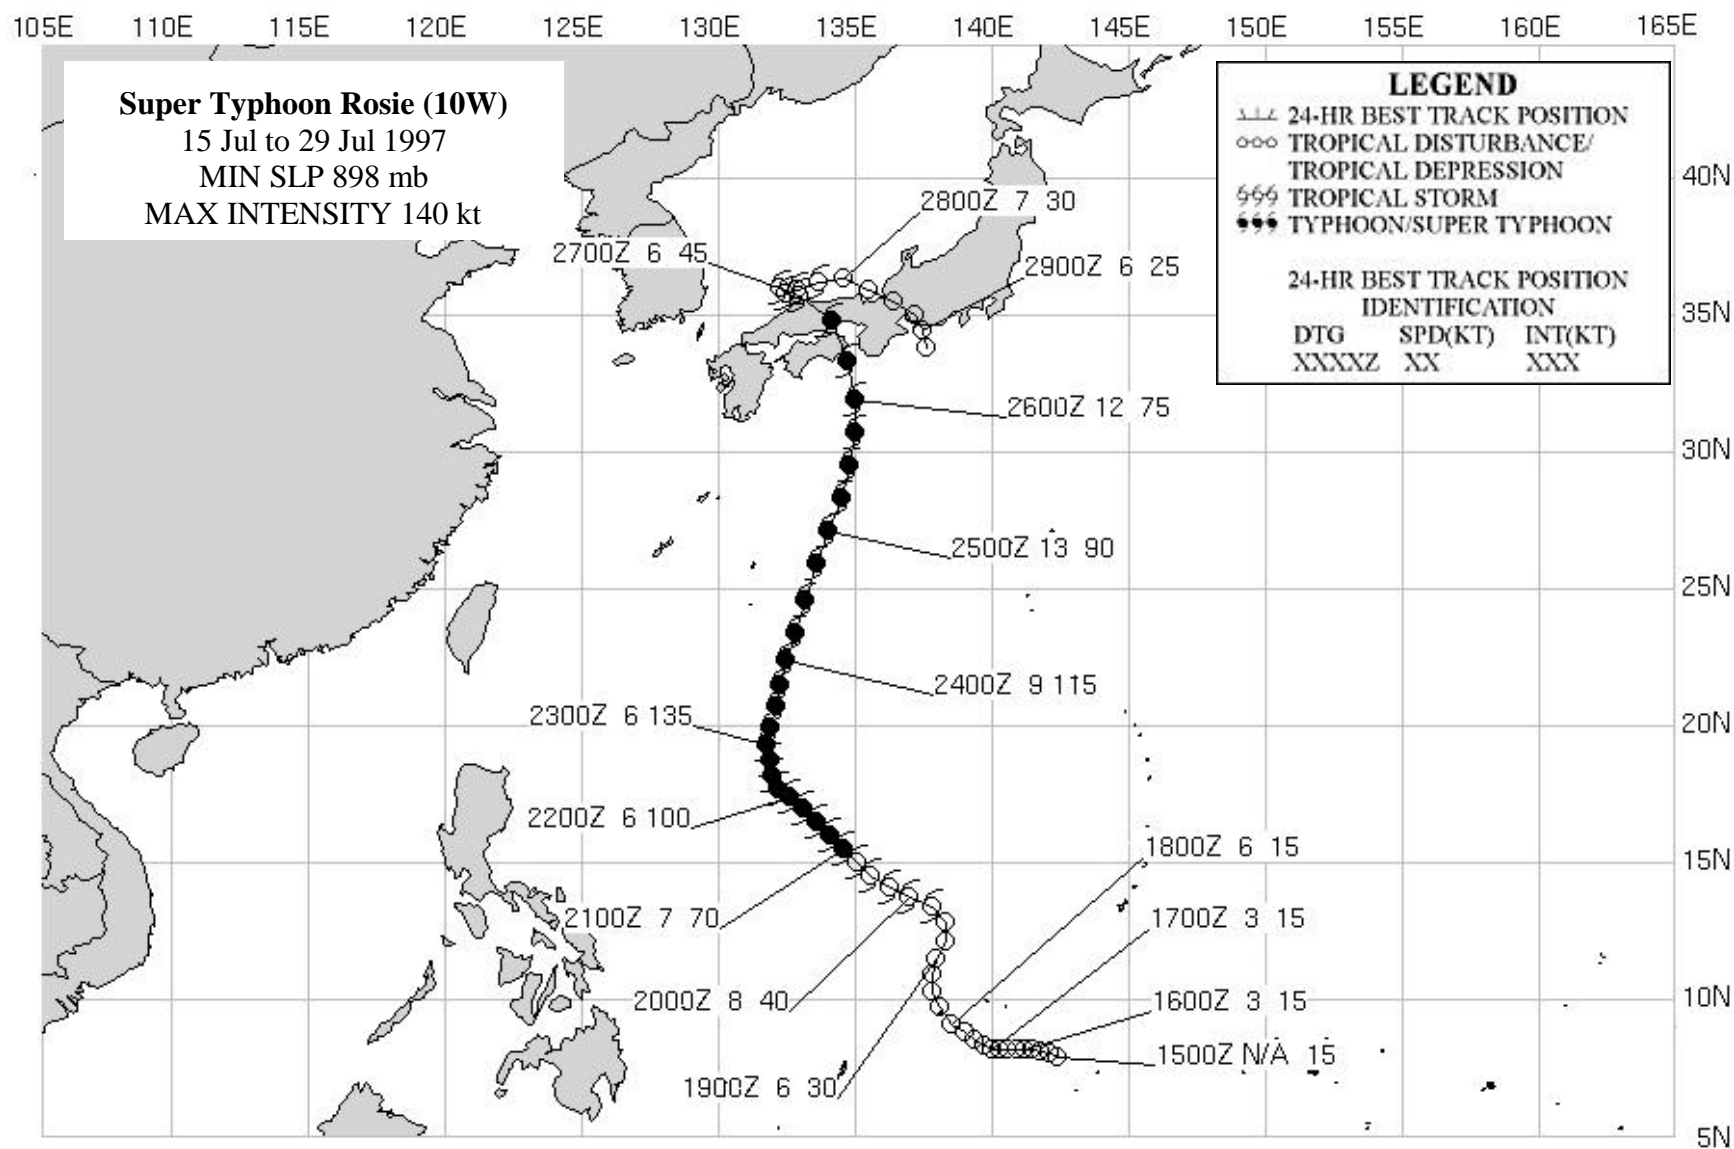 105E 110E 115E 120E 125E 130E 135E 140E 145E 150E 155E 160E 165E
Super Typhoon Rosie (10W)
15 Jul to 29 Jul 1997
MIN SLP 898 mb
MAX INTENSITY 140 kt
LEGEND
24-HR BEST TRACK POSITION
TROPICAL DISTURBANCE/
TROPICAL DEPRESSION
TROPICAL STORM
TYPHOON/SUPER TYPHOON
24-HR BEST TRACK POSITION
IDENTIFICATION
DTG SPD(KT) INT(KT)
XXXXZ XX XXX
40N
2800Z 7 30
2700Z 6 45
2900Z 6 25
35N
2600Z 12 75
30N
2500Z 13 90
25N
2400Z 9 115
2300Z 6 135
20N
2200Z 6 100
1800Z 6 15
15N
2100Z 7 70
1700Z 3 15
2000Z 8 40
1600Z 3 15
10N
1500Z N/A 15
1900Z 6 30
5N